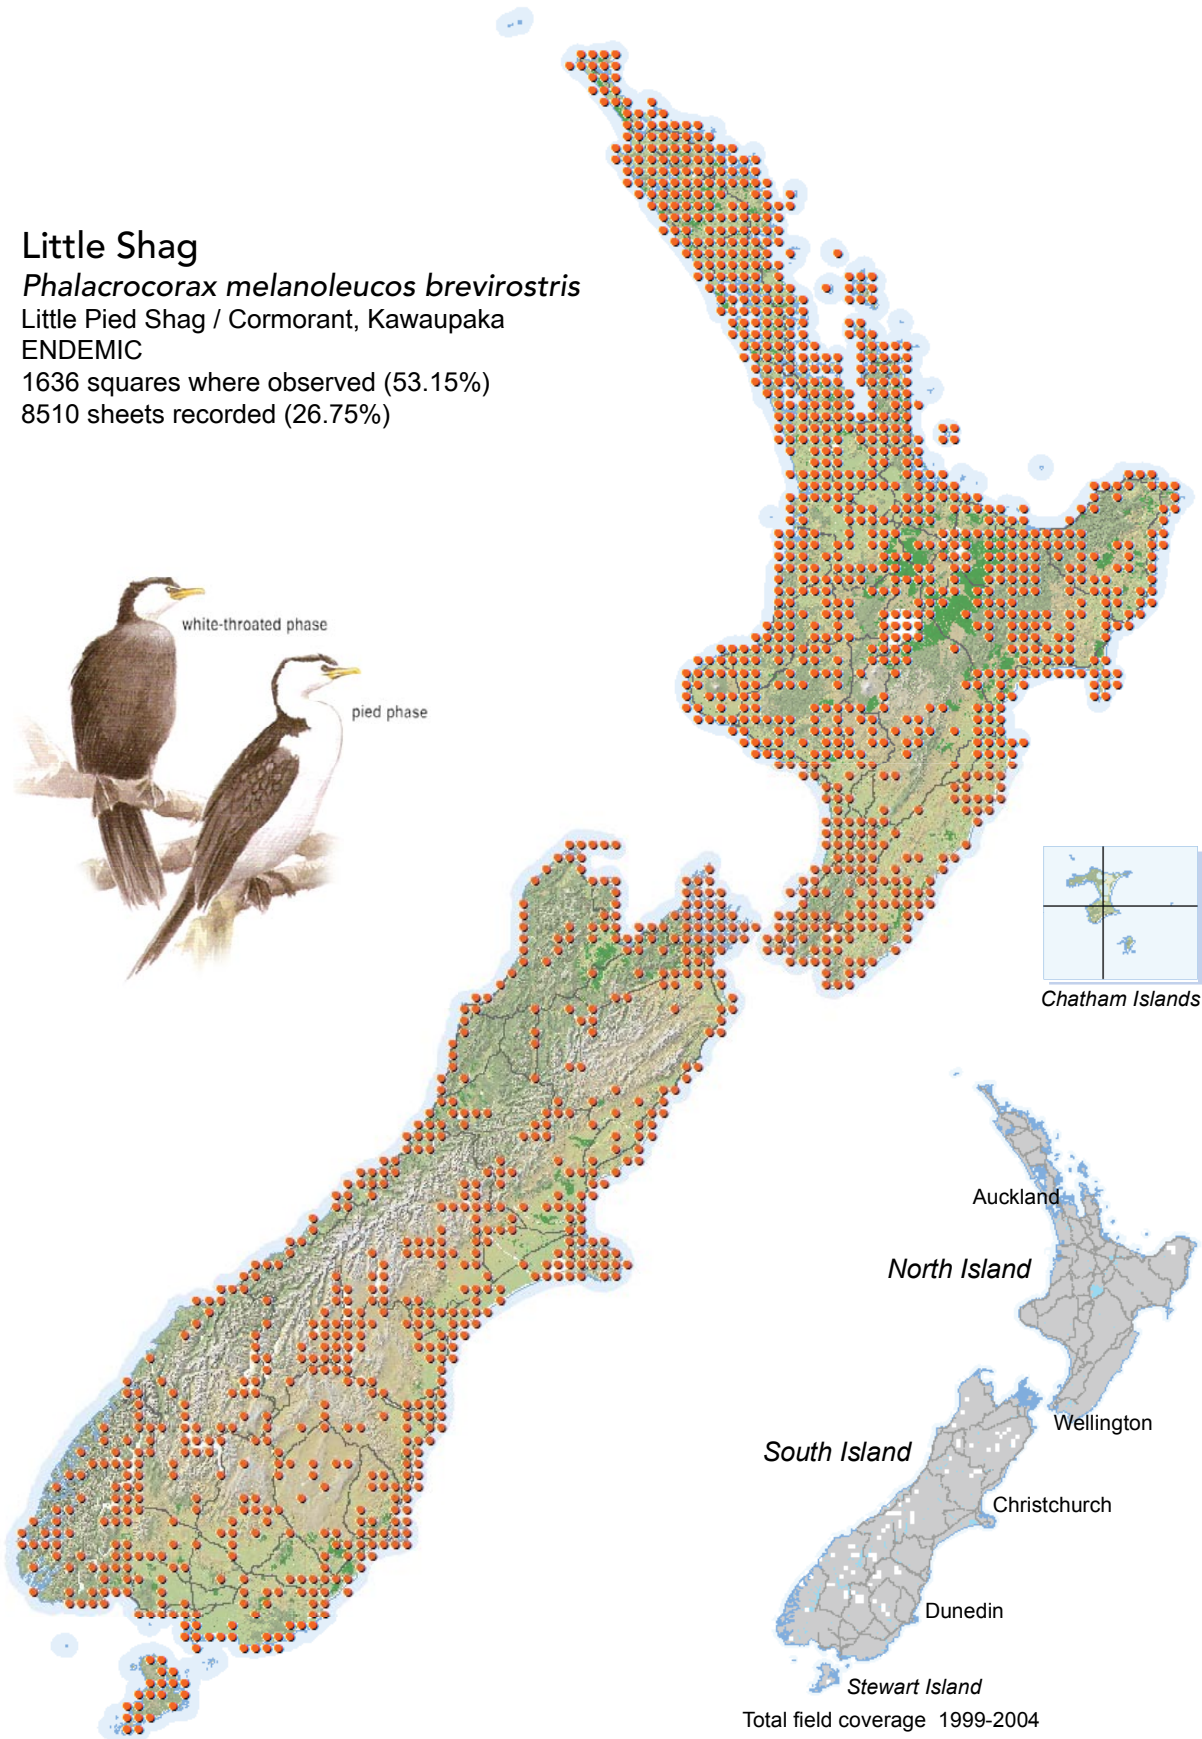 Little Shag
Phalacrocorax melanoleucos brevirostris
Little Pied Shag / Cormorant, Kawaupaka
ENDEMIC
1636 squares where observed (53.15%)
8510 sheets recorded (26.75%)
white-throated phase
pied phase
Chatham Islands
Auckland
North Island
Wellington
South Island
Christchurch
Dunedin
Stewart Island
Total field coverage 1999-2004